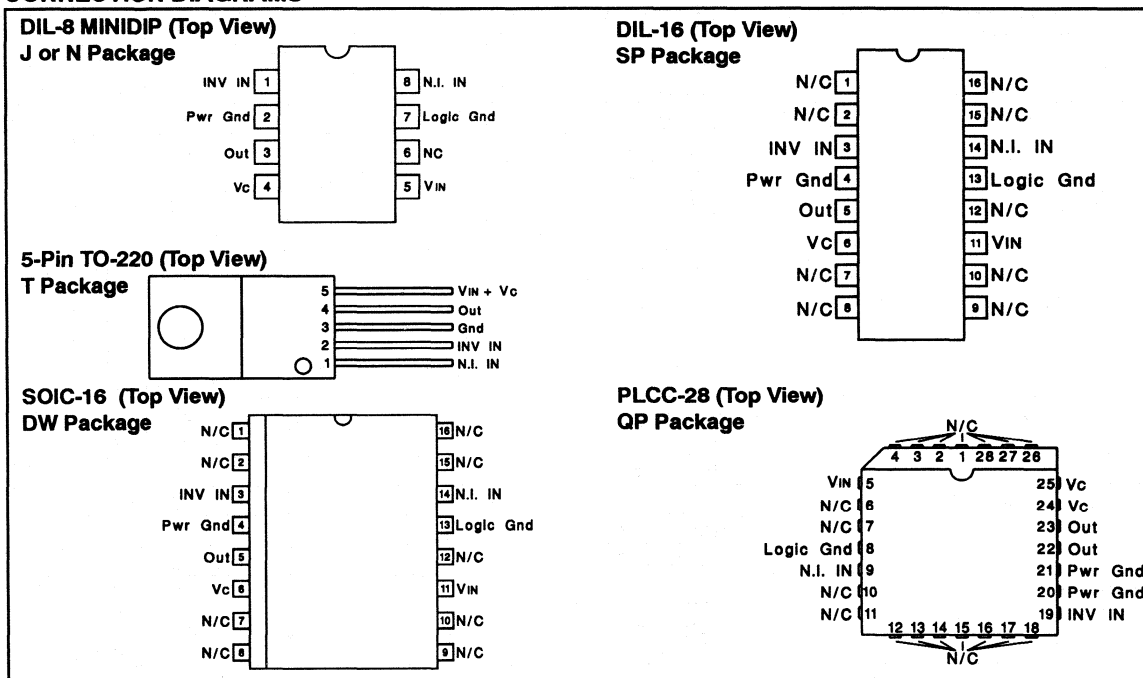 DIL-8 MINIDIP (Top View)
J or N Package
INV IN 1
Pwr Gnd 2
Out 3
Vc 4
8 N.I. IN
7 Logic Gnd
6 NC
5 VIN
DIL-16 (Top View)
SP Package
N/C 1
N/C 2
INV IN 3
Pwr Gnd 4
Out 5
Vc 6
N/C 7
N/C 8
16 N/C
15 N/C
14 N.I. IN
13 Logic Gnd
12 N/C
11 VIN
10 N/C
9 N/C
5-Pin TO-220 (Top View)
T Package
5 VIN + Vc
4 Out
3 Gnd
2 INV IN
1 N.I. IN
SOIC-16 (Top View)
DW Package
N/C 1
N/C 2
INV IN 3
Pwr Gnd 4
Out 5
Vc 6
N/C 7
N/C 8
16 N/C
15 N/C
14 N.I. IN
13 Logic Gnd
12 N/C
11 VIN
10 N/C
9 N/C
PLCC-28 (Top View)
QP Package
N/C
4 3 2 1 28 27 26
VIN 5
N/C 6
N/C 7
Logic Gnd 8
N.I. IN 9
N/C 10
N/C 11
25 Vc
24 Vc
23 Out
22 Out
21 Pwr Gnd
20 Pwr Gnd
19 INV IN
12 13 14 15 16 17 18
N/C